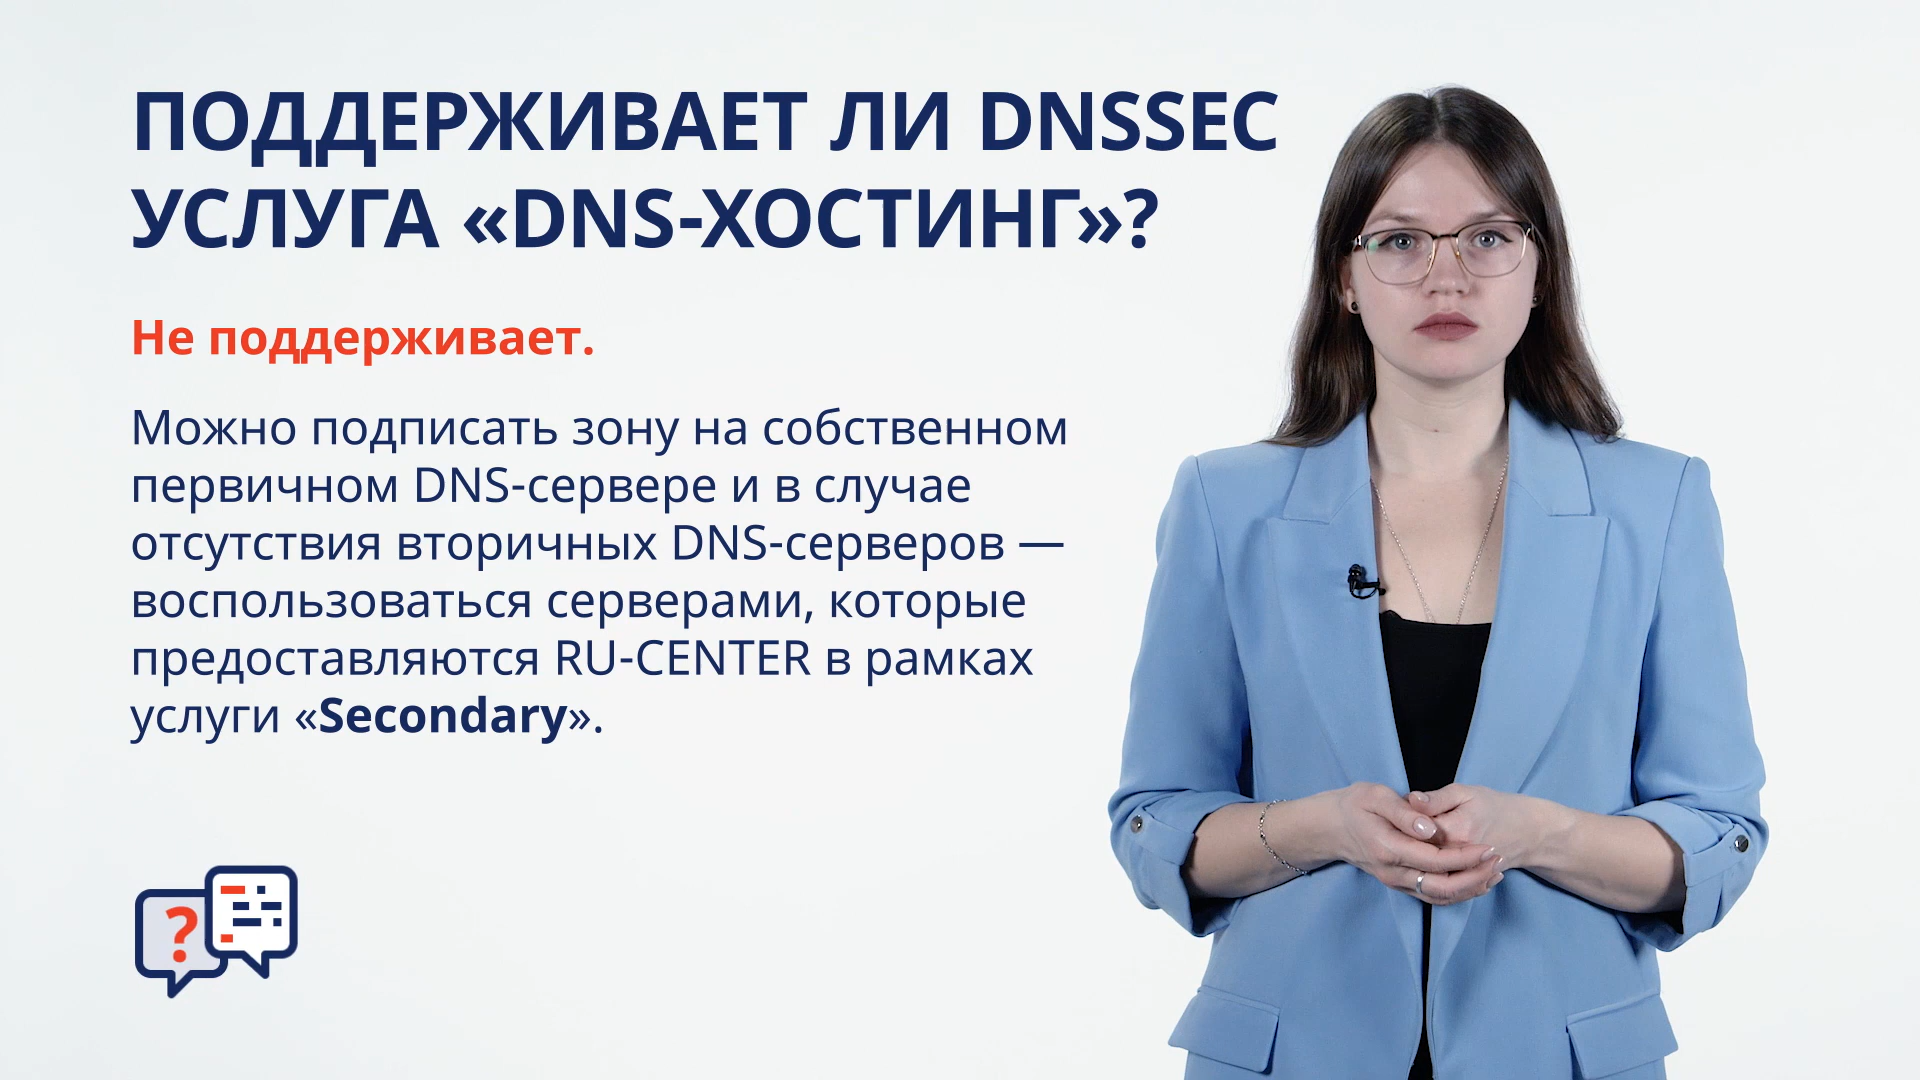 ПОДДЕРЖИВАЕТ ЛИ DNSSEC
УСЛУГА «DNS-ХОСТИНГ»?
Не поддерживает.
Можно подписать зону на собственном
первичном DNS-сервере и в случае
отсутствия вторичных DNS-серверов —
воспользоваться серверами, которые
предоставляются RU-CENTER в рамках
услуги «Secondary».
?